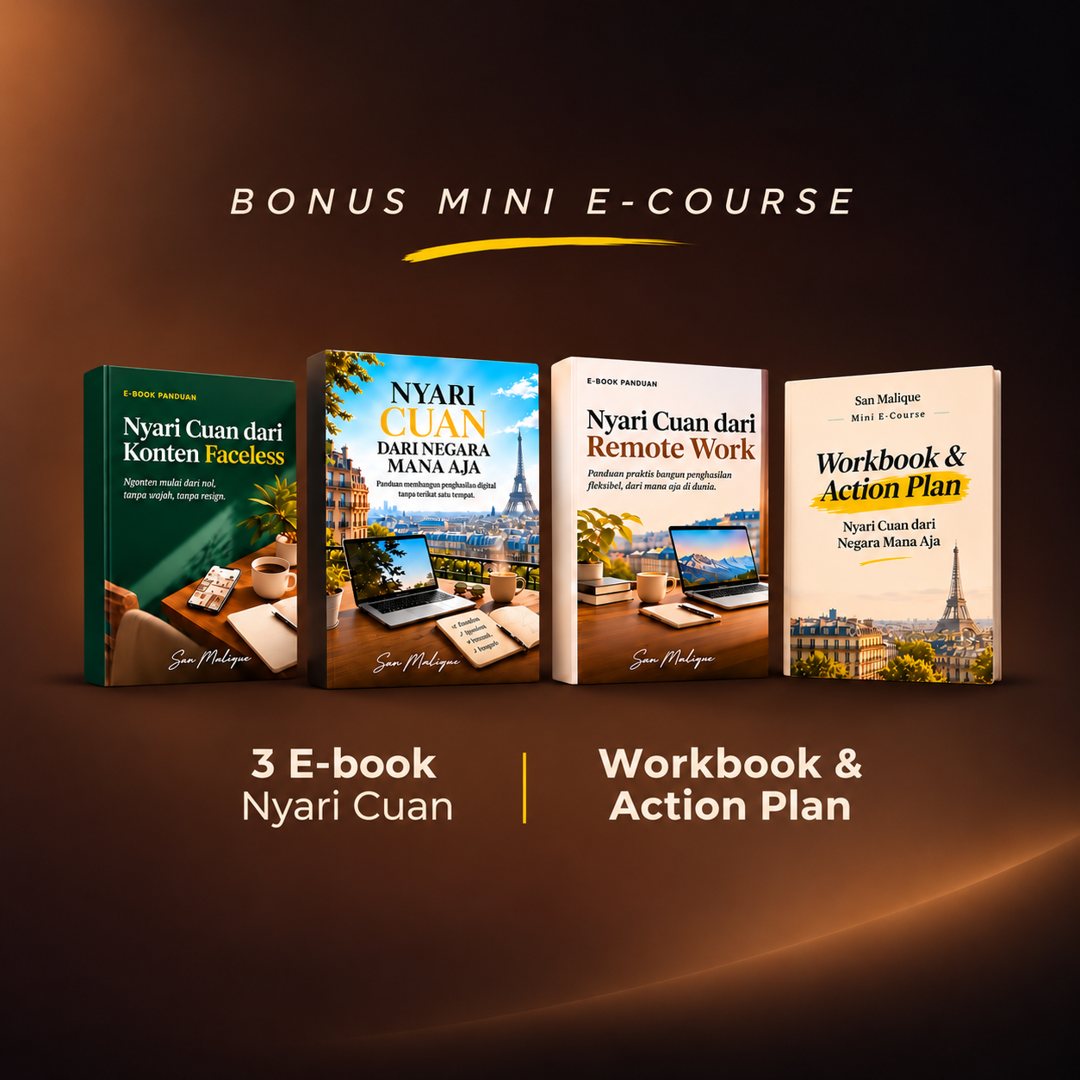 BONUS MINI E-COURSE
E-BOOK PANDUAN
Nyari Cuan dari
Konten Faceless
Ngonten mulai dari nol,
tanpa wajah, tanpa resign.
San Malique
NYARI
CUAN
DARI NEGARA
MANA AJA
Panduan membangun penghasilan digital
tanpa terikat satu tempat.
San Malique
E-BOOK PANDUAN
Nyari Cuan dari
Remote Work
Panduan praktis bangun penghasilan
fleksibel, dari mana aja di dunia.
San Malique
San Malique
Mini E-Course
Workbook &
Action Plan
Nyari Cuan dari
Negara Mana Aja
3 E-book
Nyari Cuan
Workbook &
Action Plan